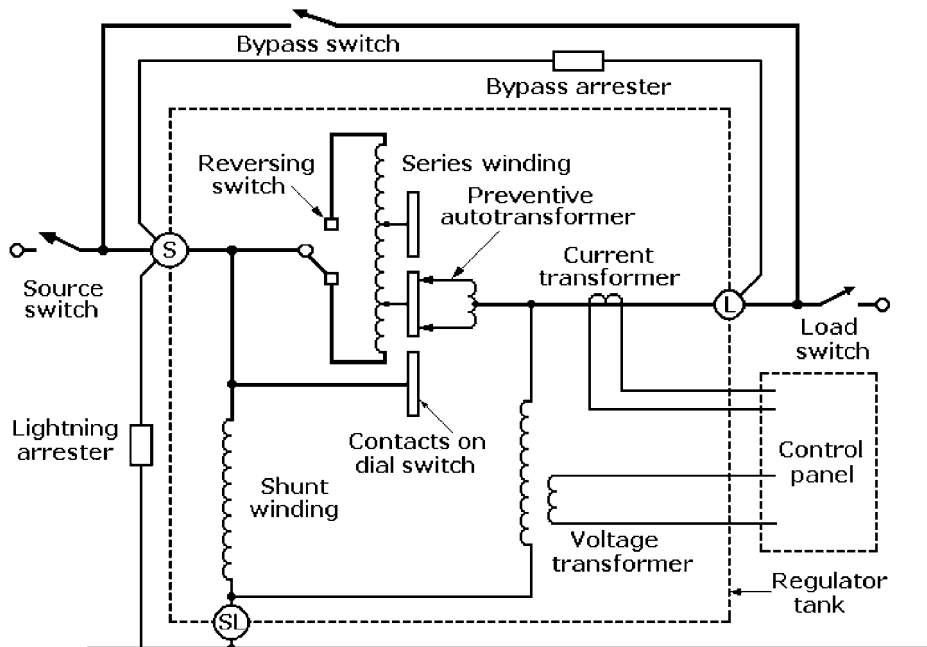 Bypass switch
Bypass arrester
Reversing
switch
Series winding
Preventive
autotransformer
S
Current
transformer
Source
switch
L
Load
switch
Lightning
arrester
Contacts on
dial switch
Control
panel
Shunt
winding
Voltage
transformer
Regulator
tank
SL